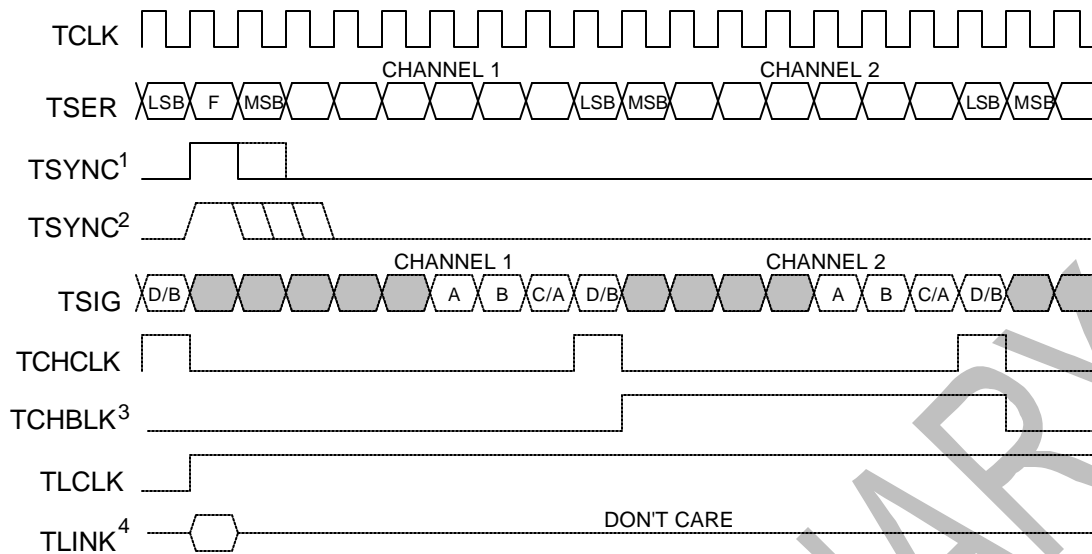 TCLK
CHANNEL 1 CHANNEL 2
TSER LSB F MSB LSB MSB LSB MSB
TSYNC1
TSYNC2
CHANNEL 1 CHANNEL 2
TSIG D/B A B C/A D/B A B C/A D/B
TCHCLK
TCHBLK3
TLCLK
DON'T CARE
TLINK4